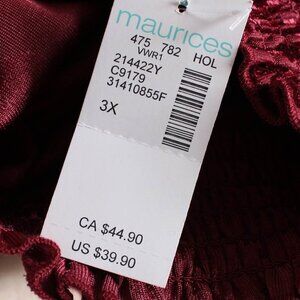 maurices
475 782 HOL
VWR1
214422Y
C9179
31410855F
3X
CA $44.90
US $39.90